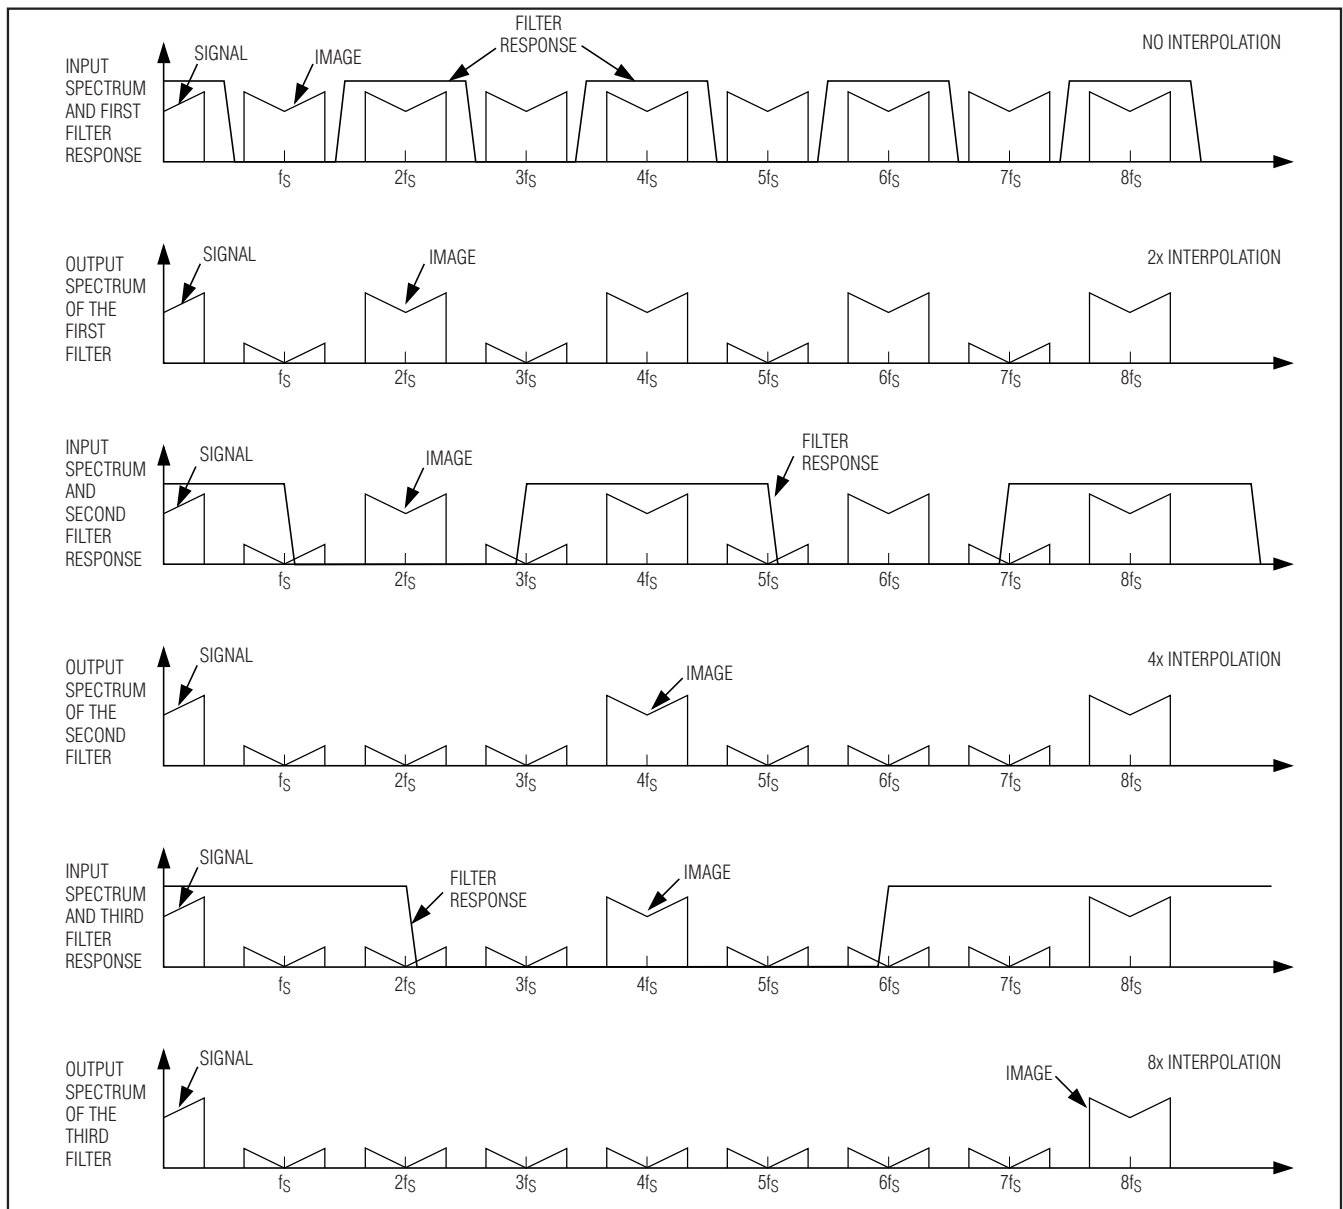 FILTER
RESPONSE
NO INTERPOLATION
SIGNAL
IMAGE
INPUT
SPECTRUM
AND FIRST
FILTER
RESPONSE
fS
2fS
3fS
4fS
5fS
6fS
7fS
8fS
SIGNAL
IMAGE
2x INTERPOLATION
OUTPUT
SPECTRUM
OF THE
FIRST
FILTER
fS
2fS
3fS
4fS
5fS
6fS
7fS
8fS
INPUT
SPECTRUM
AND
SECOND
FILTER
RESPONSE
SIGNAL
IMAGE
FILTER
RESPONSE
fS
2fS
3fS
4fS
5fS
6fS
7fS
8fS
SIGNAL
IMAGE
4x INTERPOLATION
OUTPUT
SPECTRUM
OF THE
SECOND
FILTER
fS
2fS
3fS
4fS
5fS
6fS
7fS
8fS
SIGNAL
FILTER
RESPONSE
IMAGE
INPUT
SPECTRUM
AND THIRD
FILTER
RESPONSE
fS
2fS
3fS
4fS
5fS
6fS
7fS
8fS
SIGNAL
IMAGE
8x INTERPOLATION
OUTPUT
SPECTRUM
OF THE
THIRD
FILTER
fS
2fS
3fS
4fS
5fS
6fS
7fS
8fS